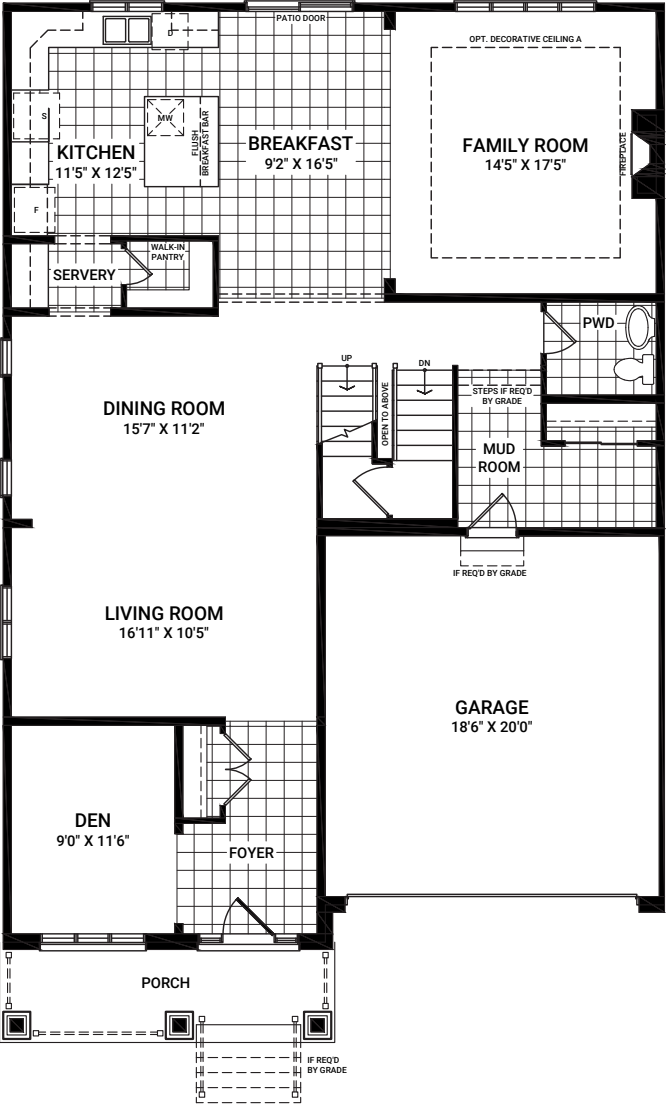 PATIO DOOR
D
OPT. DECORATIVE CEILING A
S
MW
FLUSH
BREAKFAST BAR
KITCHEN
11'5" X 12'5"
BREAKFAST
9'2" X 16'5"
FAMILY ROOM
14'5" X 17'5"
FIREPLACE
F
WALK-IN
PANTRY
SERVERY
PWD
UP
DN
OPEN TO ABOVE
STEPS IF REQ'D
BY GRADE
DINING ROOM
15'7" X 11'2"
MUD
ROOM
IF REQ'D BY GRADE
LIVING ROOM
16'11" X 10'5"
GARAGE
18'6" X 20'0"
DEN
9'0" X 11'6"
FOYER
PORCH
IF REQ'D
BY GRADE